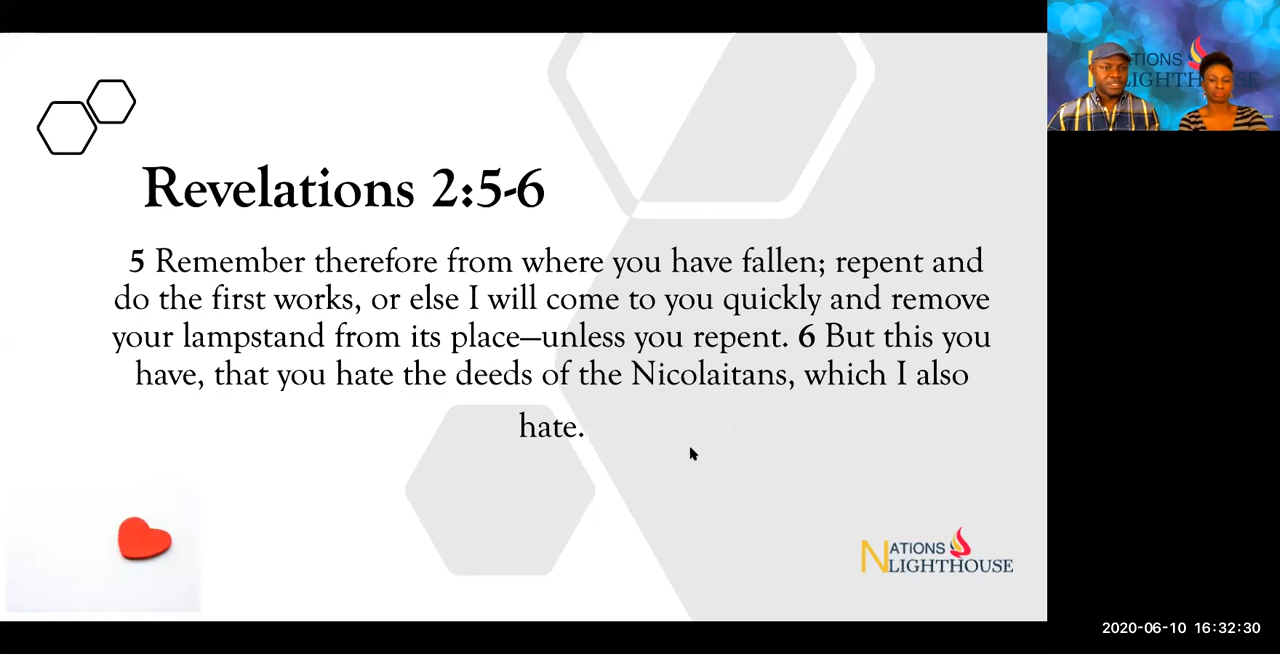 Revelations 2:5-6
5 Remember therefore from where you have fallen; repent and
do the first works, or else I will come to you quickly and remove
your lampstand from its place—unless you repent. 6 But this you
have, that you hate the deeds of the Nicolaitans, which I also
hate.
NATIONS
LIGHTHOUSE
2020-06-10 16:32:30